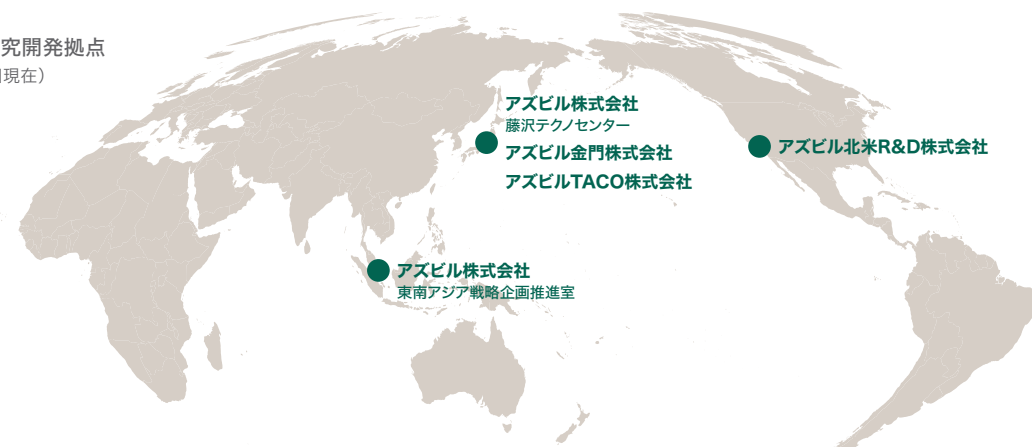 究開発拠点
現在）
アズビル株式会社
藤沢テクノセンター
アズビル金門株式会社
アズビルTACO株式会社
アズビル北米R&D株式会社
アズビル株式会社
東南アジア戦略企画推進室